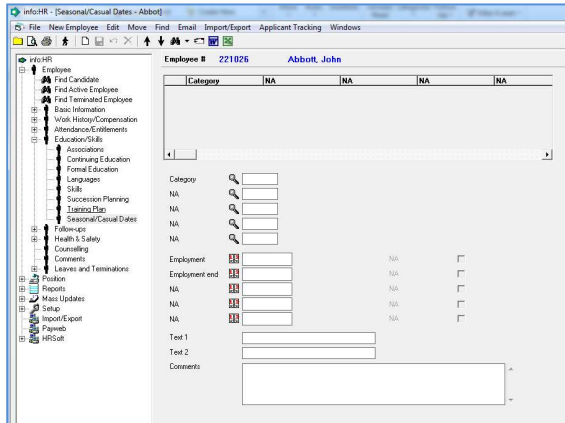 info:HR - [Seasonal/Casual Dates - Abbot]
File New Employee Edit Move Find Email Import/Export Applicant Tracking Windows
info:HR
Employee
Find Candidate
Find Active Employee
Find Terminated Employee
Basic Information
Work History/Compensation
Attendance/Entitlements
Education/Skills
Associations
Continuing Education
Formal Education
Languages
Skills
Succession Planning
Training Plan
Seasonal/Casual Dates
Follow-ups
Health & Safety
Counselling
Comments
Leaves and Terminations
Position
Reports
Mass Updates
Setup
Import/Export
Payweb
HRSoft
Employee # 221026 Abbott, John
Category NA NA NA NA
Category
NA
NA
NA
NA
Employment NA
Employment end NA
NA NA
NA NA
NA NA
Text 1
Text 2
Comments